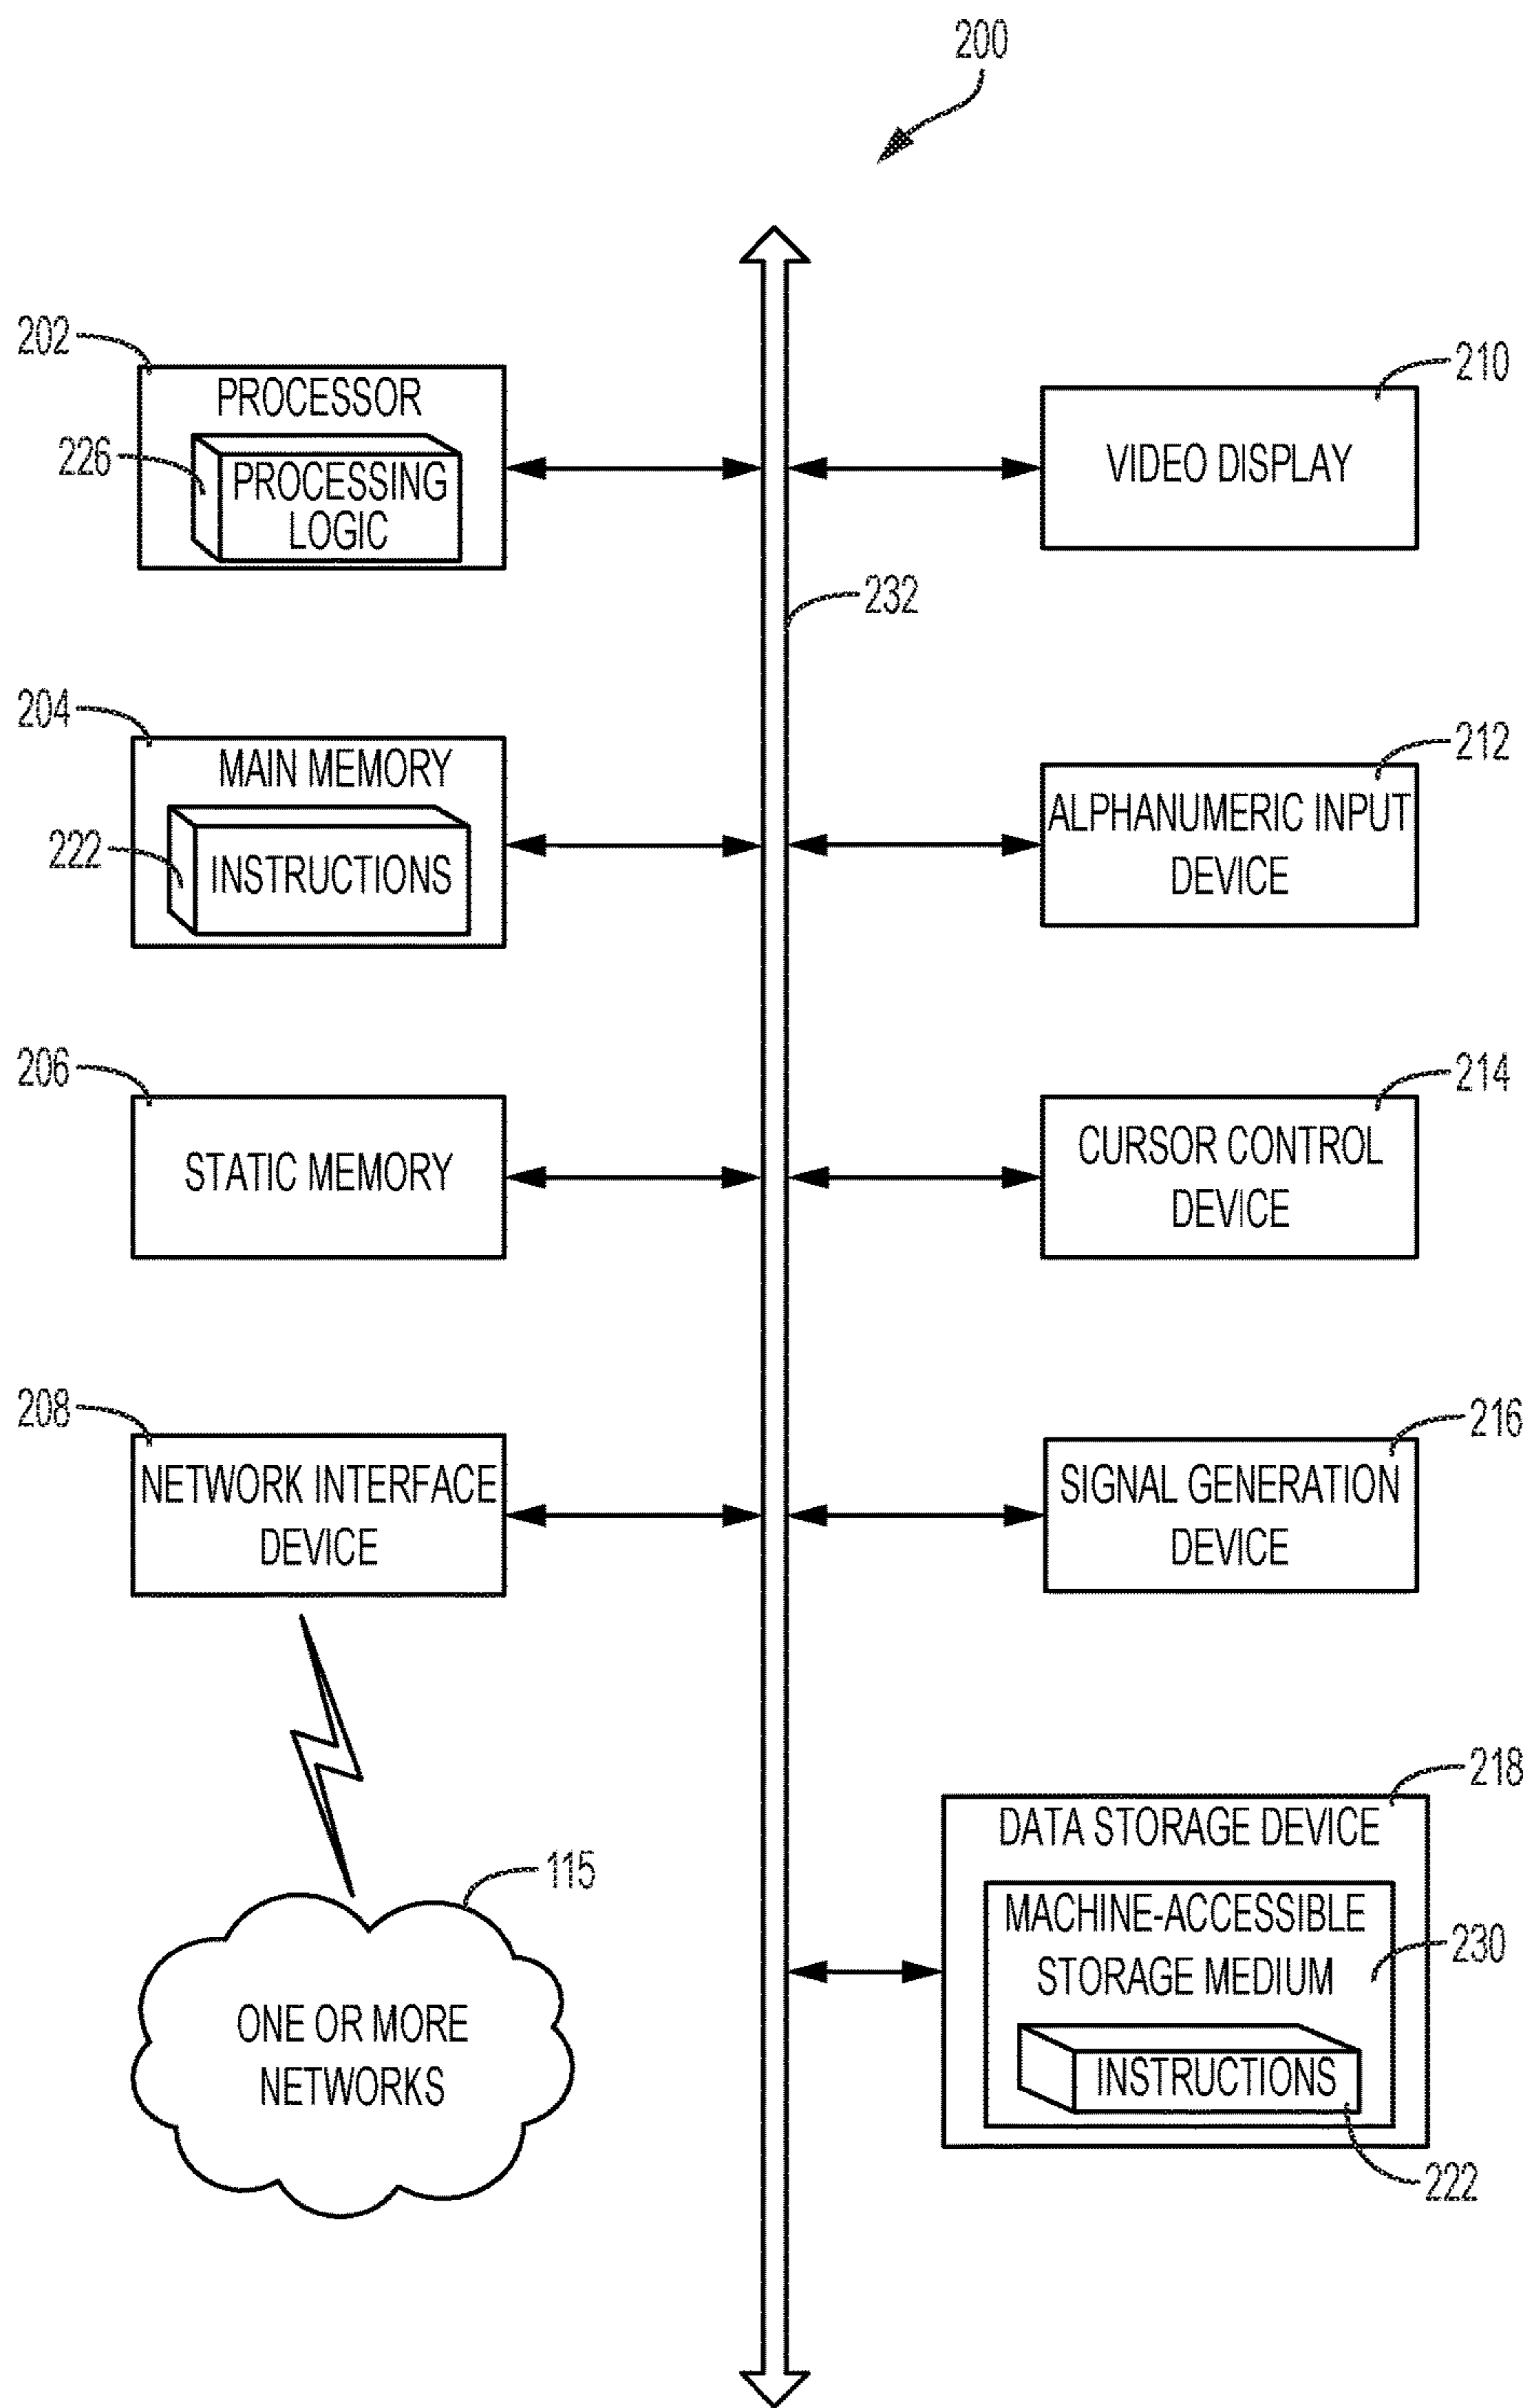 200
202
PROCESSOR
226
PROCESSING
LOGIC
210
VIDEO DISPLAY
232
204
MAIN MEMORY
222
INSTRUCTIONS
212
ALPHANUMERIC INPUT
DEVICE
206
STATIC MEMORY
214
CURSOR CONTROL
DEVICE
208
NETWORK INTERFACE
DEVICE
216
SIGNAL GENERATION
DEVICE
115
ONE OR MORE
NETWORKS
218
DATA STORAGE DEVICE
MACHINE-ACCESSIBLE
STORAGE MEDIUM
230
INSTRUCTIONS
222